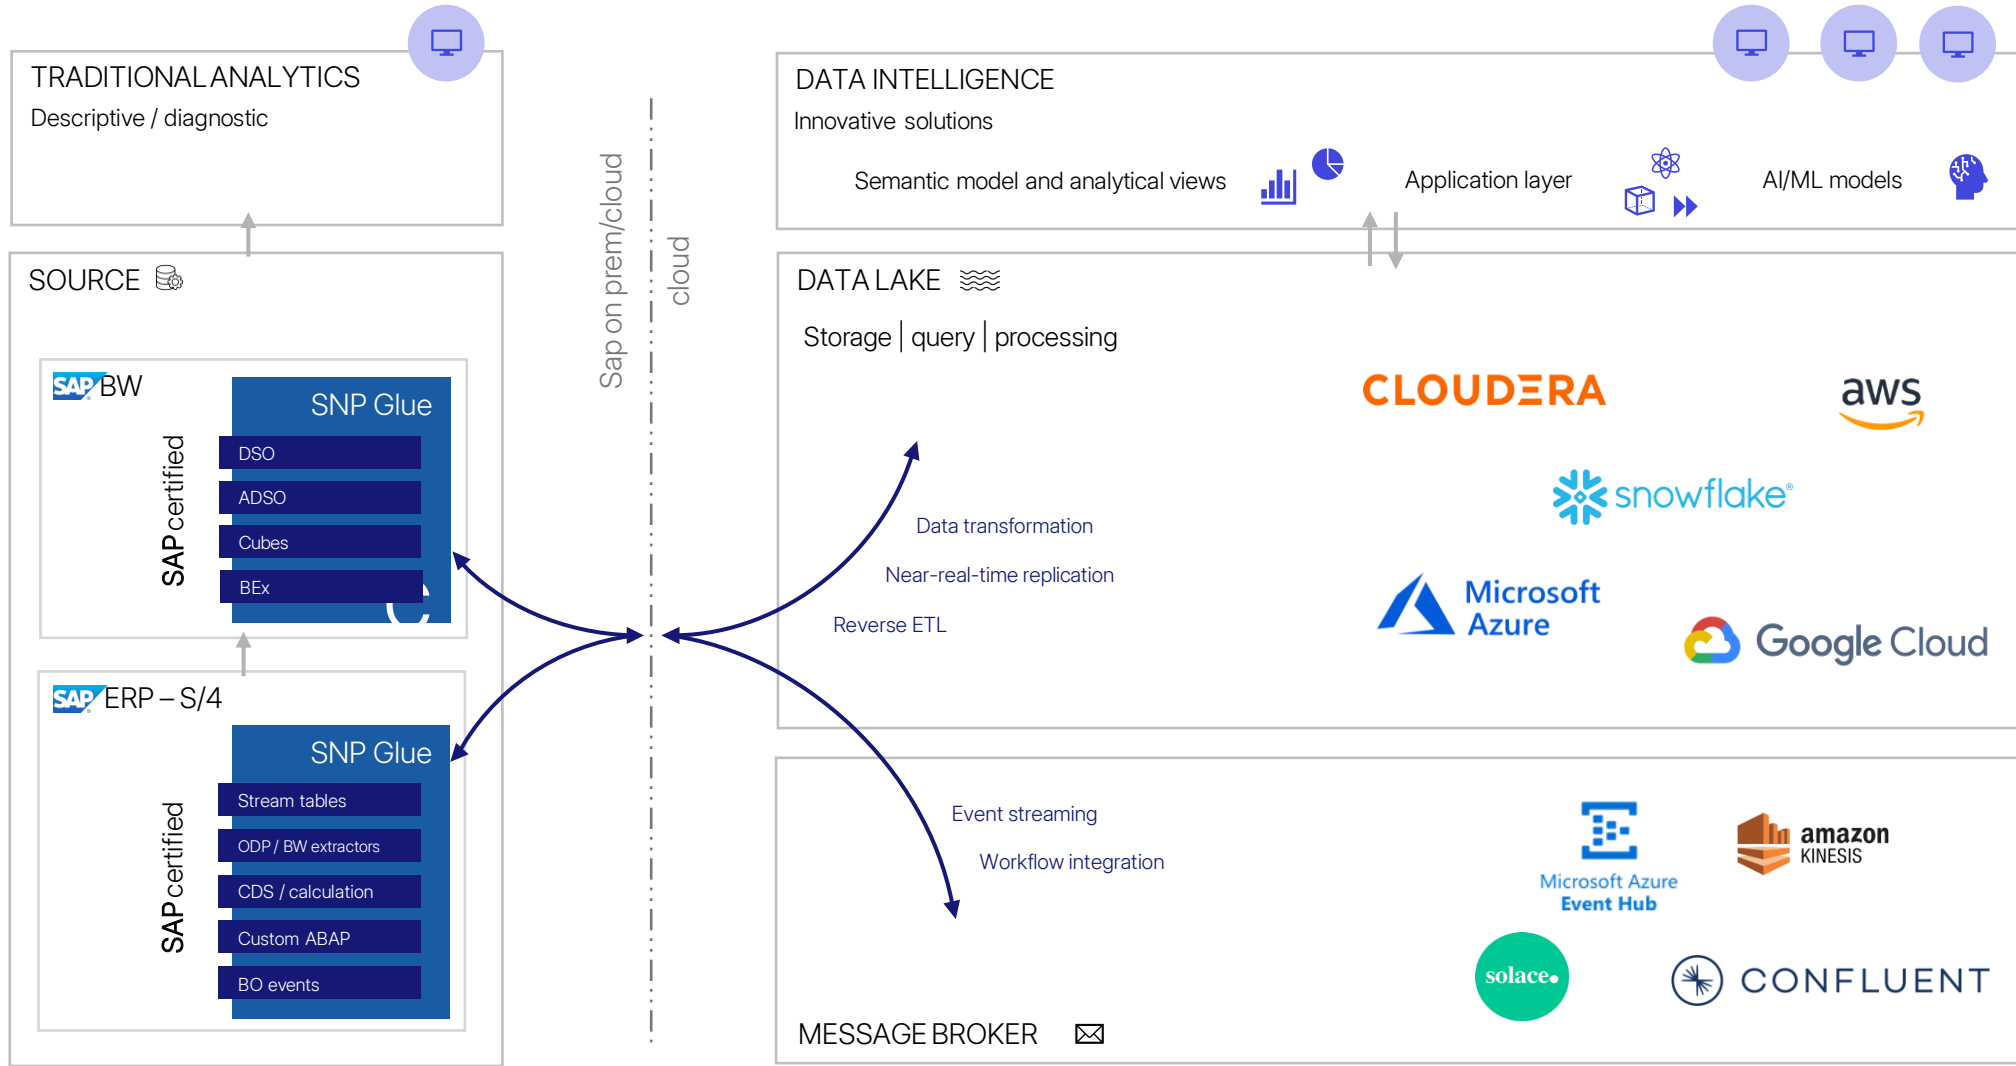 TRADITIONAL ANALYTICS
Descriptive / diagnostic
SOURCE
SAP BW
SNP Glue
SAP certified
DSO
ADSO
Cubes
BEx
SAP ERP – S/4
SNP Glue
SAP certified
Stream tables
ODP / BW extractors
CDS / calculation
Custom ABAP
BO events
Sap on prem/cloud
cloud
DATA INTELLIGENCE
Innovative solutions
Semantic model and analytical views
Application layer
AI/ML models
DATA LAKE
Storage | query | processing
CLOUDERA
aws
snowflake®
Microsoft
Azure
Google Cloud
Data transformation
Near-real-time replication
Reverse ETL
Event streaming
Workflow integration
Microsoft Azure
Event Hub
amazon
KINESIS
solace.
CONFLUENT
MESSAGE BROKER